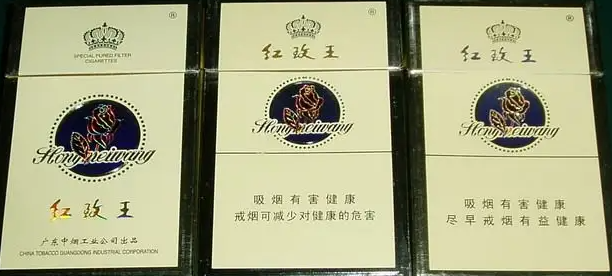 ®
SPECIAL PURED FILTER
CIGARETTES
Hongmeiwang
红玫王
广东中烟工业公司出品
CHINA TOBACCO GUANGDONG INDUSTRIAL CORPORATION
®
红玫王
Hongmeiwang
吸烟有害健康
戒烟可减少对健康的危害
®
红玫王
Hongmeiwang
吸烟有害健康
尽早戒烟有益健康